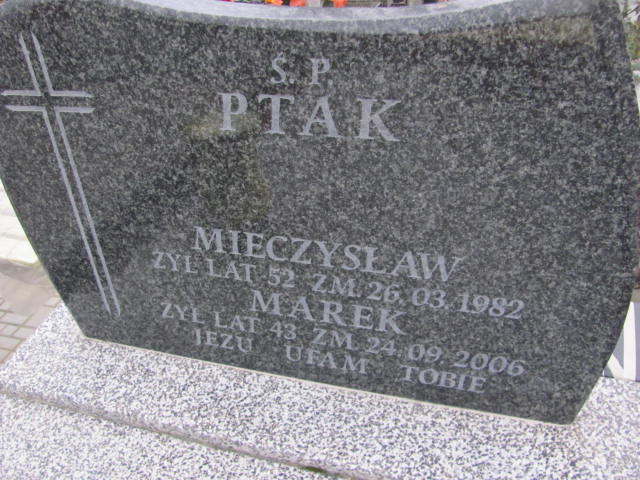 Ś. P.
PTAK
MIECZYSŁAW
ŻYŁ LAT 52 ZM. 26.03.1982
MAREK
ŻYŁ LAT 43 ZM. 24.09.2006
JEZU UFAM TOBIE